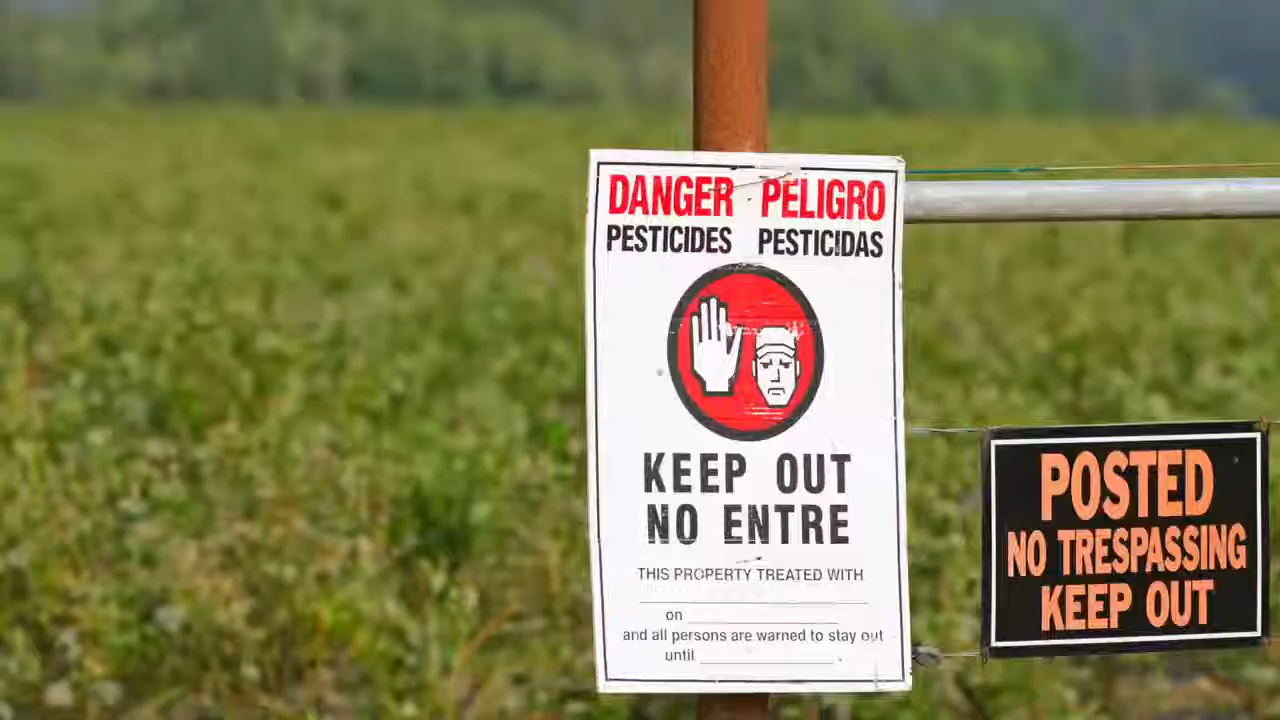 DANGER PELIGRO
PESTICIDES PESTICIDAS
KEEP OUT
NO ENTRE
THIS PROPERTY TREATED WITH
on
and all persons are warned to stay out
until .
POSTED
NO TRESPASSING
KEEP OUT